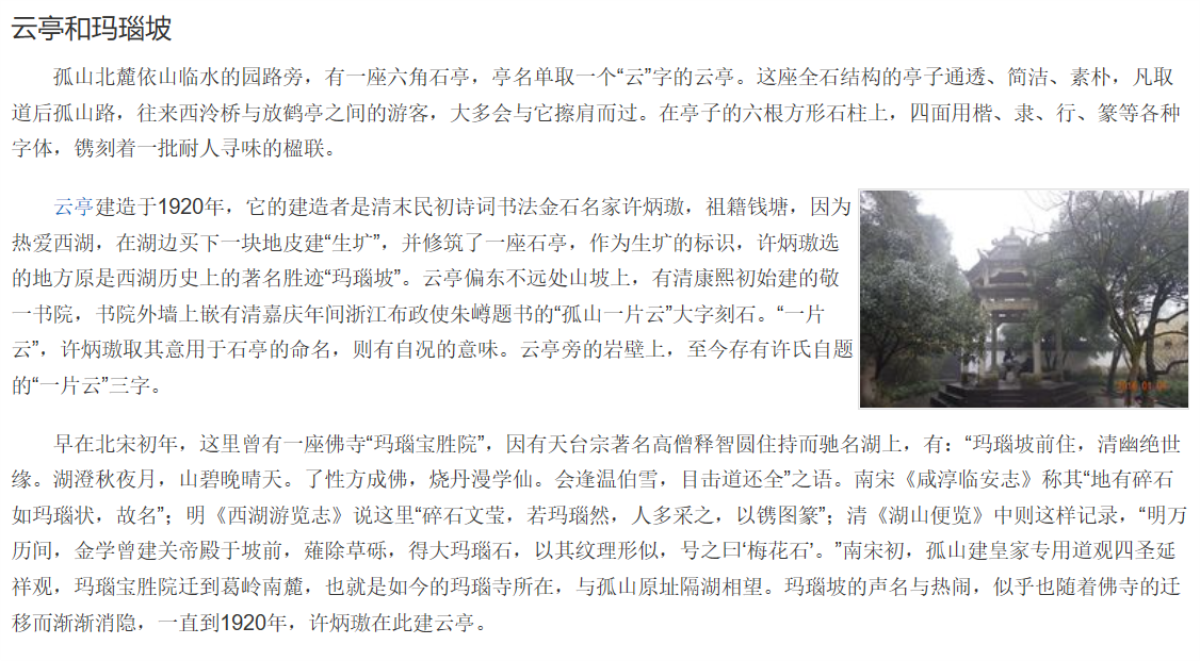 云亭和玛瑙坡
孤山北麓依山临水的园路旁，有一座六角石亭，亭名单取一个“云”字的云亭。这座全石结构的亭子通透、简洁、素朴，凡取
道后孤山路，往来西泠桥与放鹤亭之间的游客，大多会与它擦肩而过。在亭子的六根方形石柱上，四面用楷、隶、行、篆等各种
字体，镌刻着一批耐人寻味的楹联。
云亭建造于1920年，它的建造者是清末民初诗词书法金石名家许炳璈，祖籍钱塘，因为
热爱西湖，在湖边买下一块地皮建“生圹”，并修筑了一座石亭，作为生圹的标识，许炳璈选
的地方原是西湖历史上的著名胜迹“玛瑙坡”。云亭偏东不远处山坡上，有清康熙初始建的敬
一书院，书院外墙上嵌有清嘉庆年间浙江布政使朱嶟题书的“孤山一片云”大字刻石。“一片
云”，许炳璈取其意用于石亭的命名，则有自况的意味。云亭旁的岩壁上，至今存有许氏自题
的“一片云”三字。
早在北宋初年，这里曾有一座佛寺“玛瑙宝胜院”，因有天台宗著名高僧释智圆住持而驰名湖上，有：“玛瑙坡前住，清幽绝世
缘。湖澄秋夜月，山碧晚晴天。了性方成佛，烧丹漫学仙。会逢温伯雪，目击道还全”之语。南宋《咸淳临安志》称其“地有碎石
如玛瑙状，故名”；明《西湖游览志》说这里“碎石文莹，若玛瑙然，人多采之，以镌图篆”；清《湖山便览》中则这样记录，“明万
历间，金学曾建关帝殿于坡前，薙除草砾，得大玛瑙石，以其纹理形似，号之曰‘梅花石’。”南宋初，孤山建皇家专用道观四圣延
祥观，玛瑙宝胜院迁到葛岭南麓，也就是如今的玛瑙寺所在，与孤山原址隔湖相望。玛瑙坡的声名与热闹，似乎也随着佛寺的迁
移而渐渐消隐，一直到1920年，许炳璈在此建云亭。